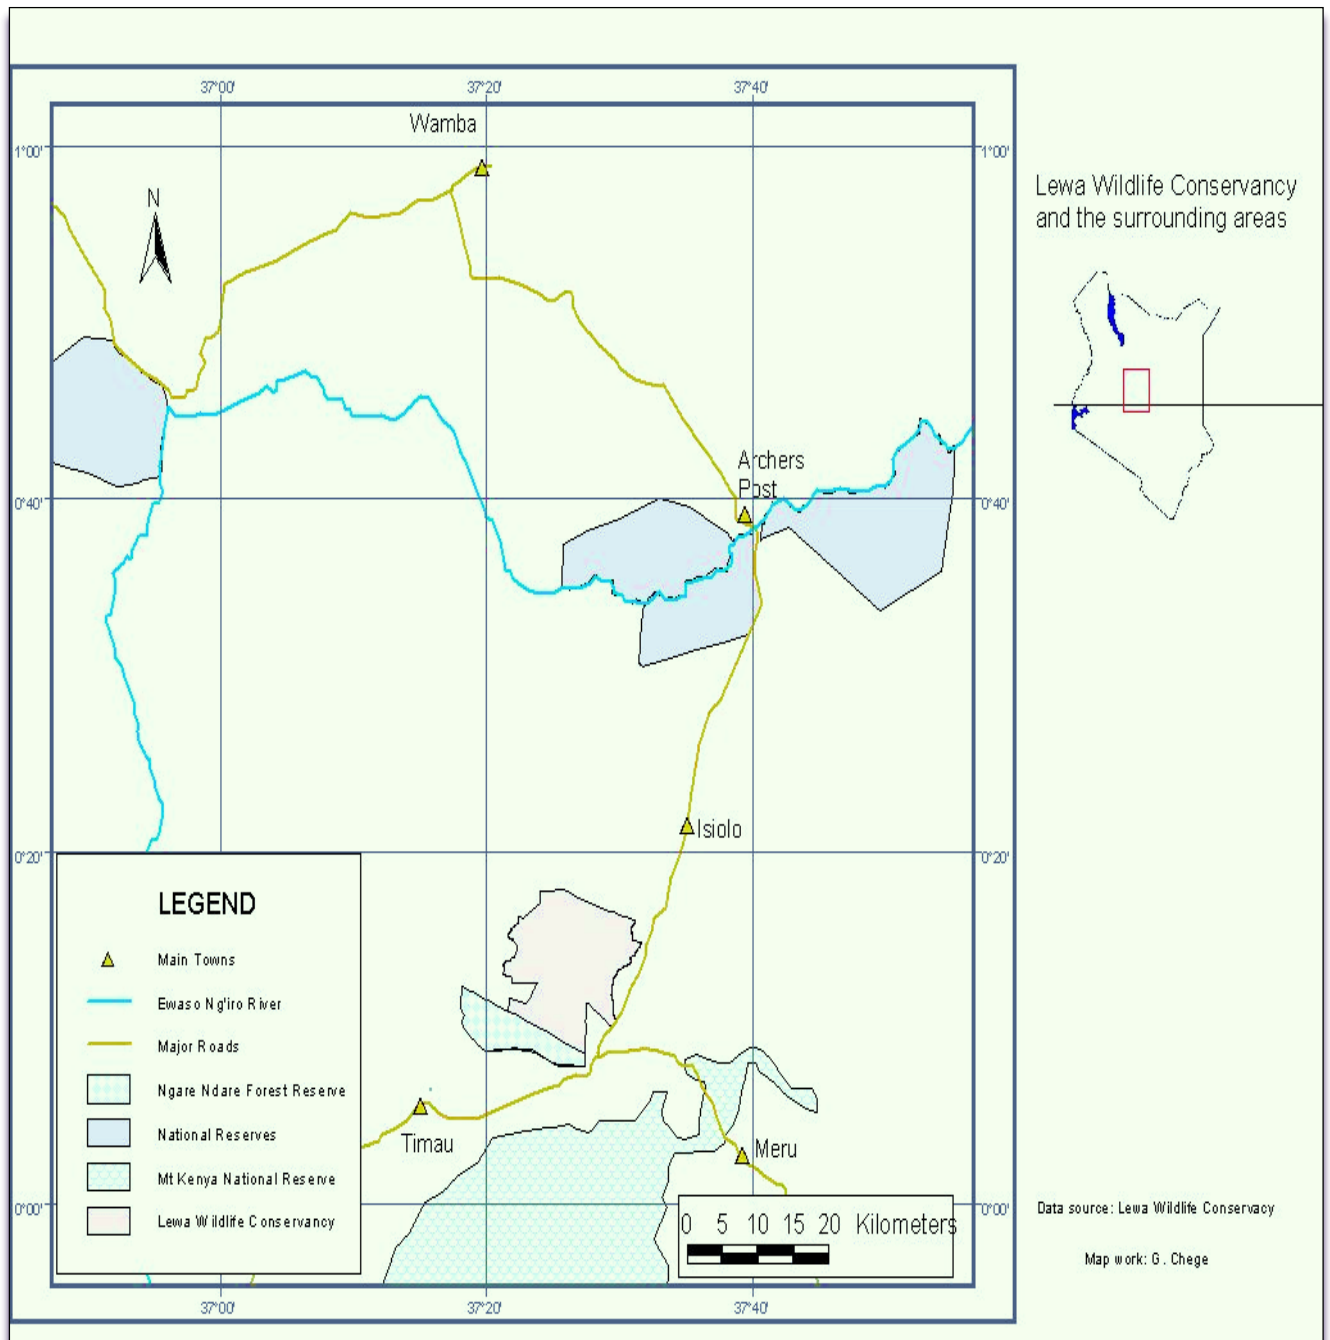 37°00'
37°20'
37°40'
Wamba
1°00'
1°00'
N
Lewa Wildlife Conservancy
and the surrounding areas
Archers
Post
0°40'
0°40'
Isiolo
0°20'
0°20'
LEGEND
Main Towns
Ewaso Ng'iro River
Major Roads
Ngare Ndare Forest Reserve
National Reserves
Mt Kenya National Reserve
Lewa Wildlife Conservancy
Timau
Meru
0°00'
0°00'
0 5 10 15 20 Kilometers
Data source: Lewa Wildlife Conservacy
Map work: G. Chege
37°00'
37°20'
37°40'